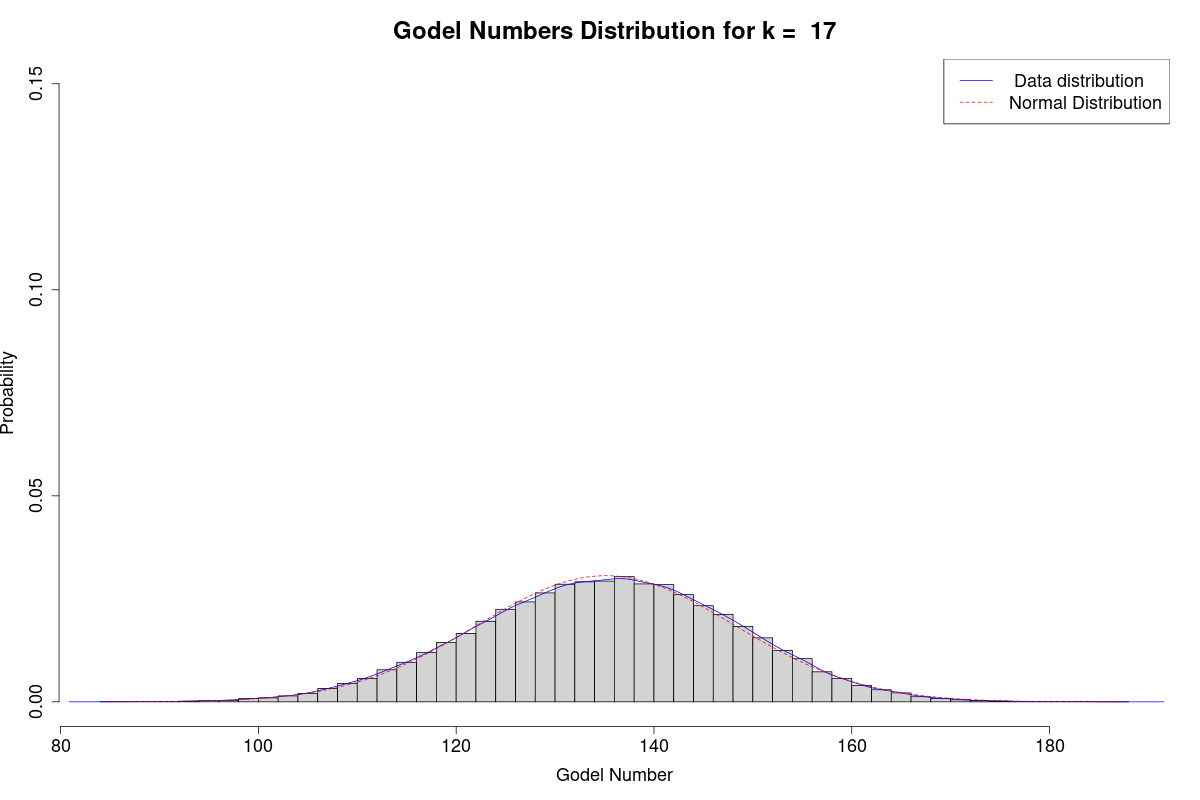 Godel Numbers Distribution for k =  17
Data distribution
Normal Distribution
0.15
0.10
0.05
0.00
Probability
80 100 120 140 160 180
Godel Number